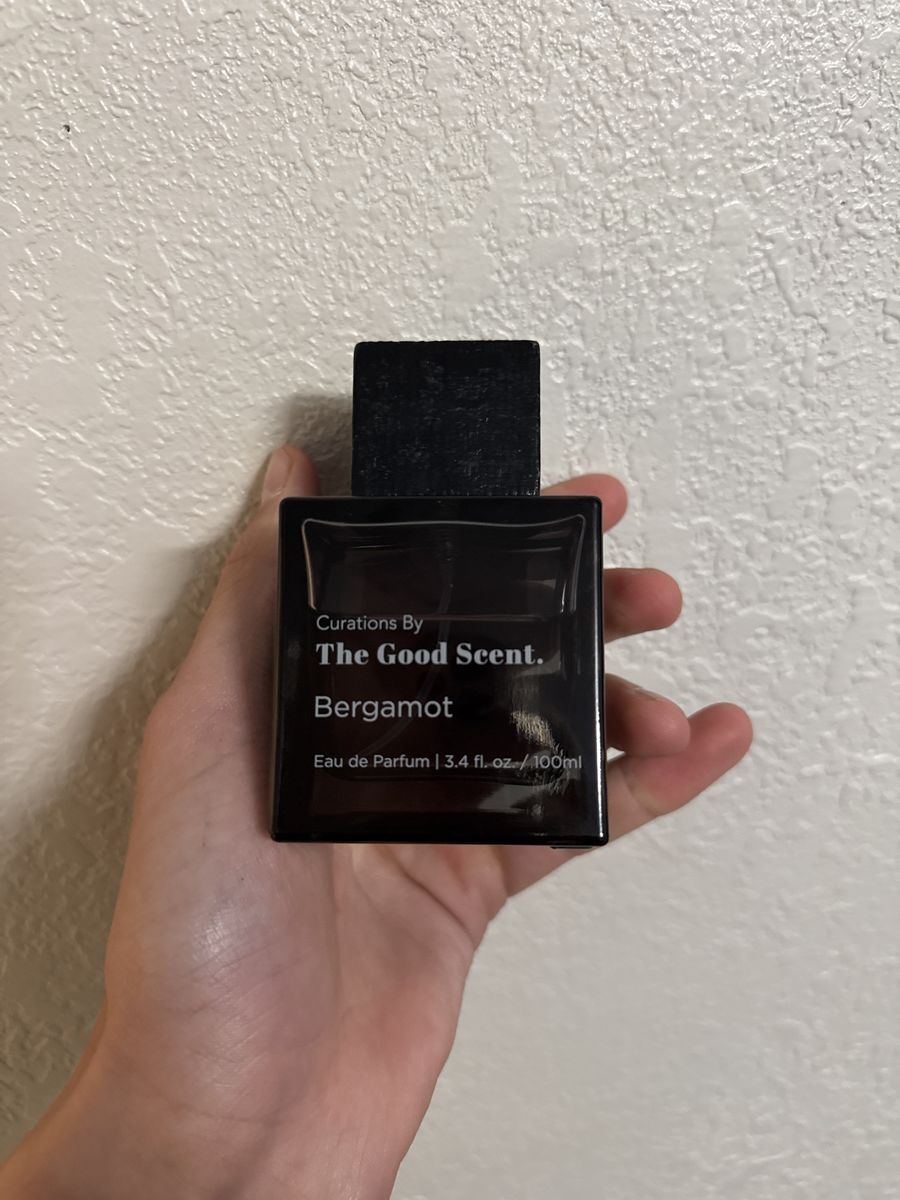 Curations By
The Good Scent.
Bergamot
Eau de Parfum | 3.4 fl. oz. / 100ml